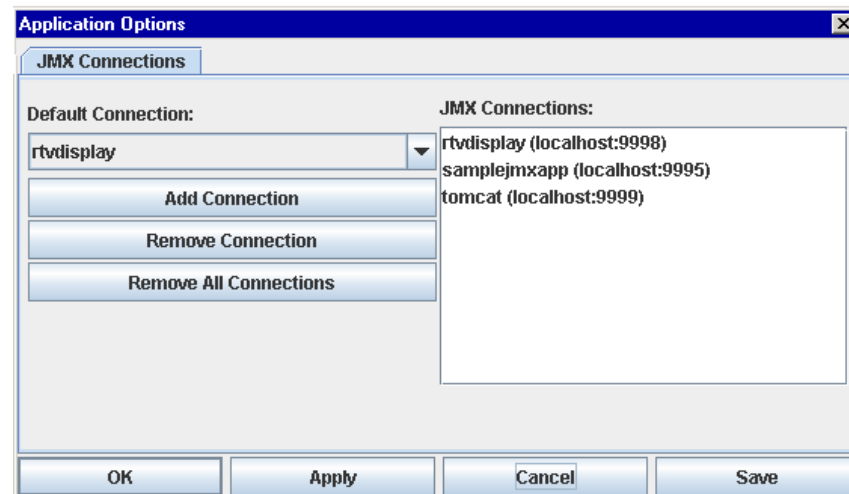 Application Options
JMX Connections
Default Connection:
rtvdisplay
Add Connection
Remove Connection
Remove All Connections
JMX Connections:
rtvdisplay (localhost:9998)
samplejmxapp (localhost:9995)
tomcat (localhost:9999)
OK
Apply
Cancel
Save